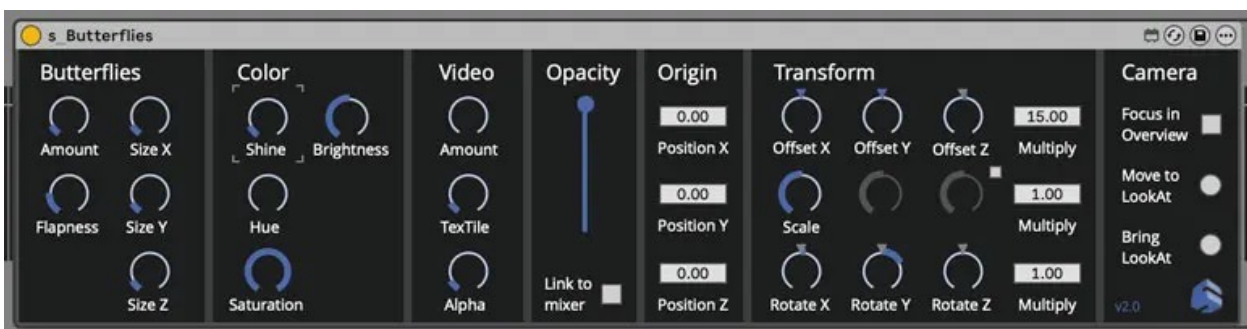 s_Butterflies
Butterflies
Amount
Size X
Flapness
Size Y
Size Z
Color
Shine
Brightness
Hue
Saturation
Video
Amount
TexTile
Alpha
Opacity
Link to
mixer
Origin
0.00
Position X
0.00
Position Y
0.00
Position Z
Transform
Offset X
Offset Y
Offset Z
15.00
Multiply
Scale
1.00
Multiply
Rotate X
Rotate Y
Rotate Z
1.00
Multiply
Camera
Focus in
Overview
Move to
LookAt
Bring
LookAt
v2.0